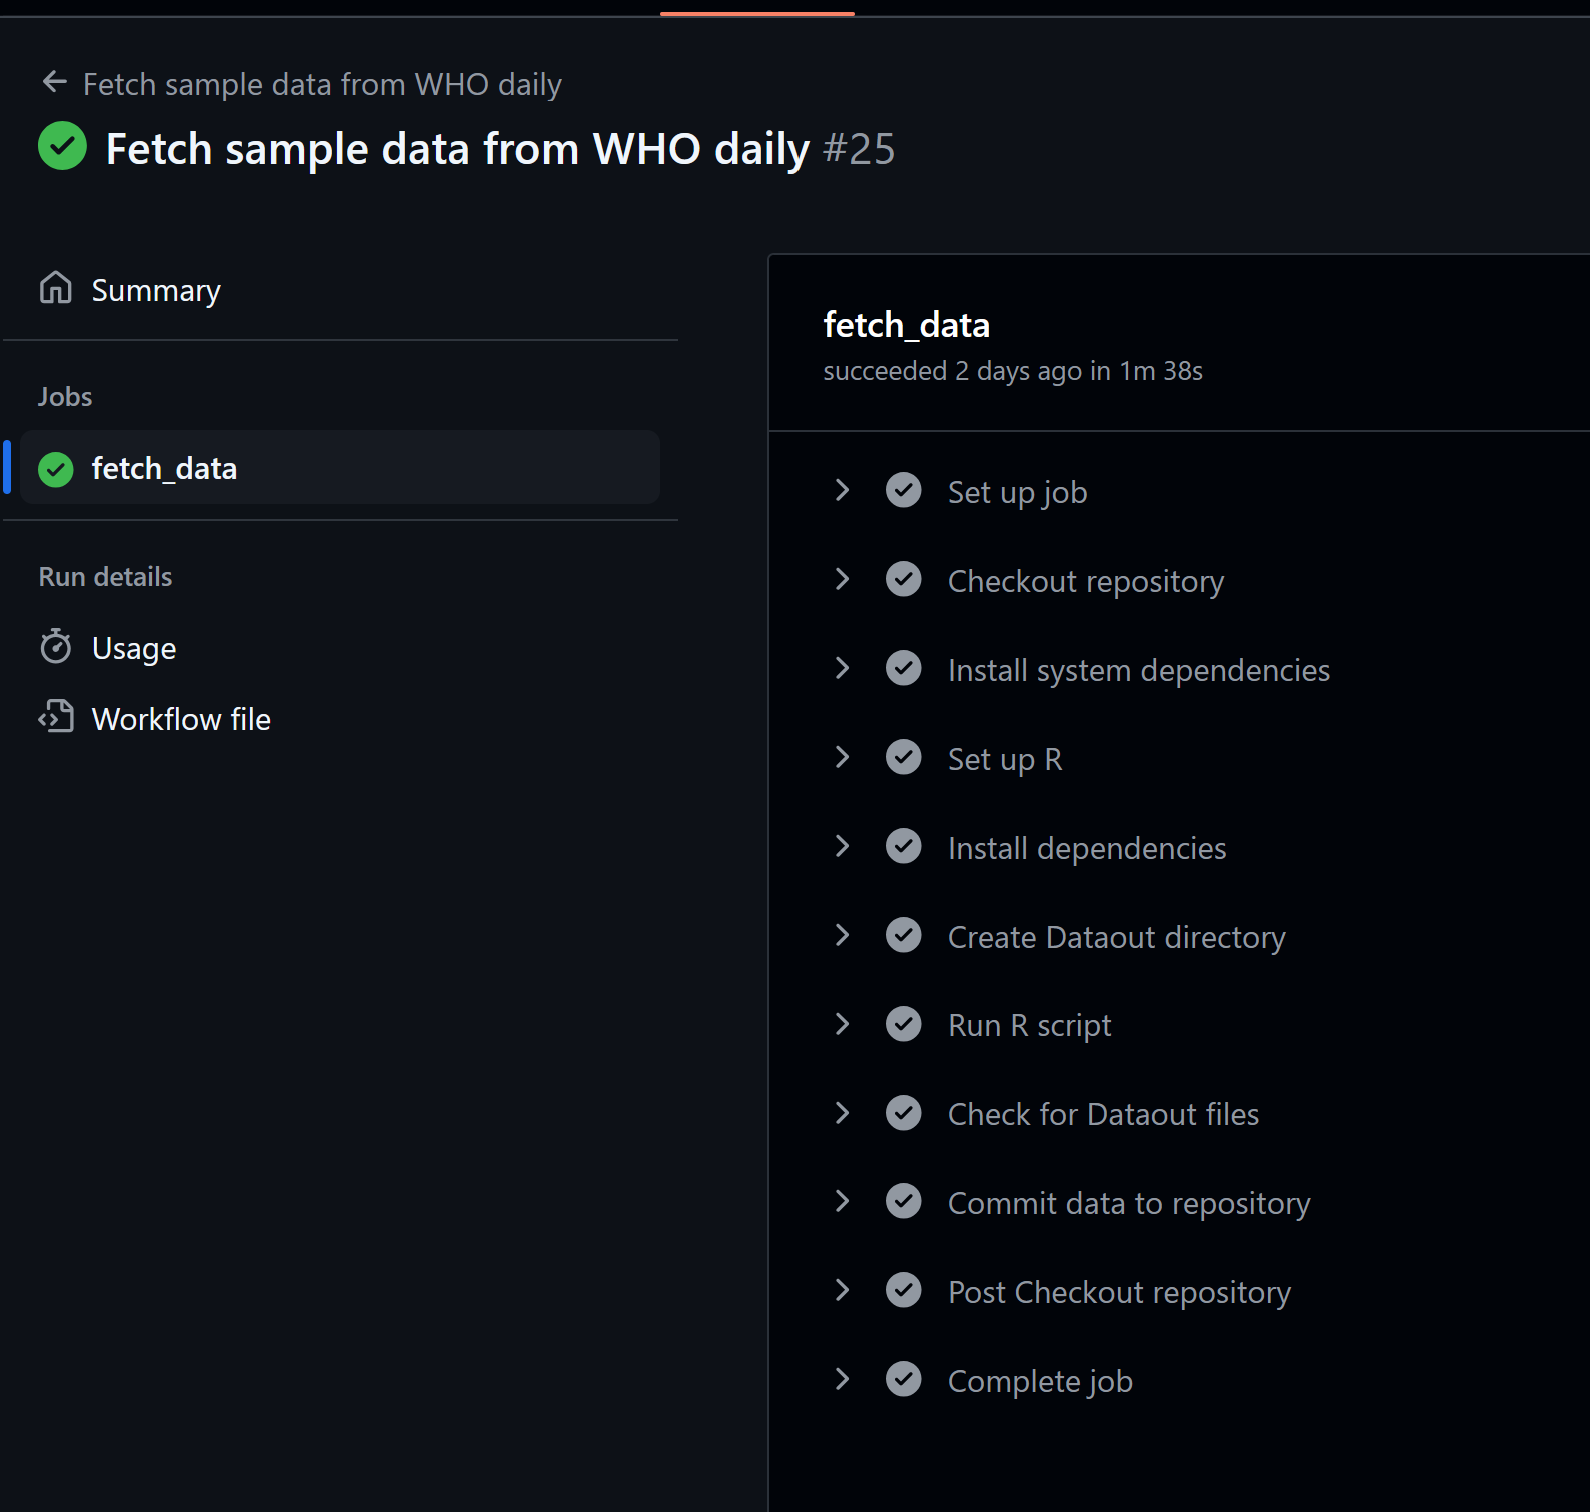 Fetch sample data from WHO daily
Fetch sample data from WHO daily #25
Summary
Jobs
fetch_data
Run details
Usage
Workflow file
fetch_data
succeeded 2 days ago in 1m 38s
Set up job
Checkout repository
Install system dependencies
Set up R
Install dependencies
Create Dataout directory
Run R script
Check for Dataout files
Commit data to repository
Post Checkout repository
Complete job